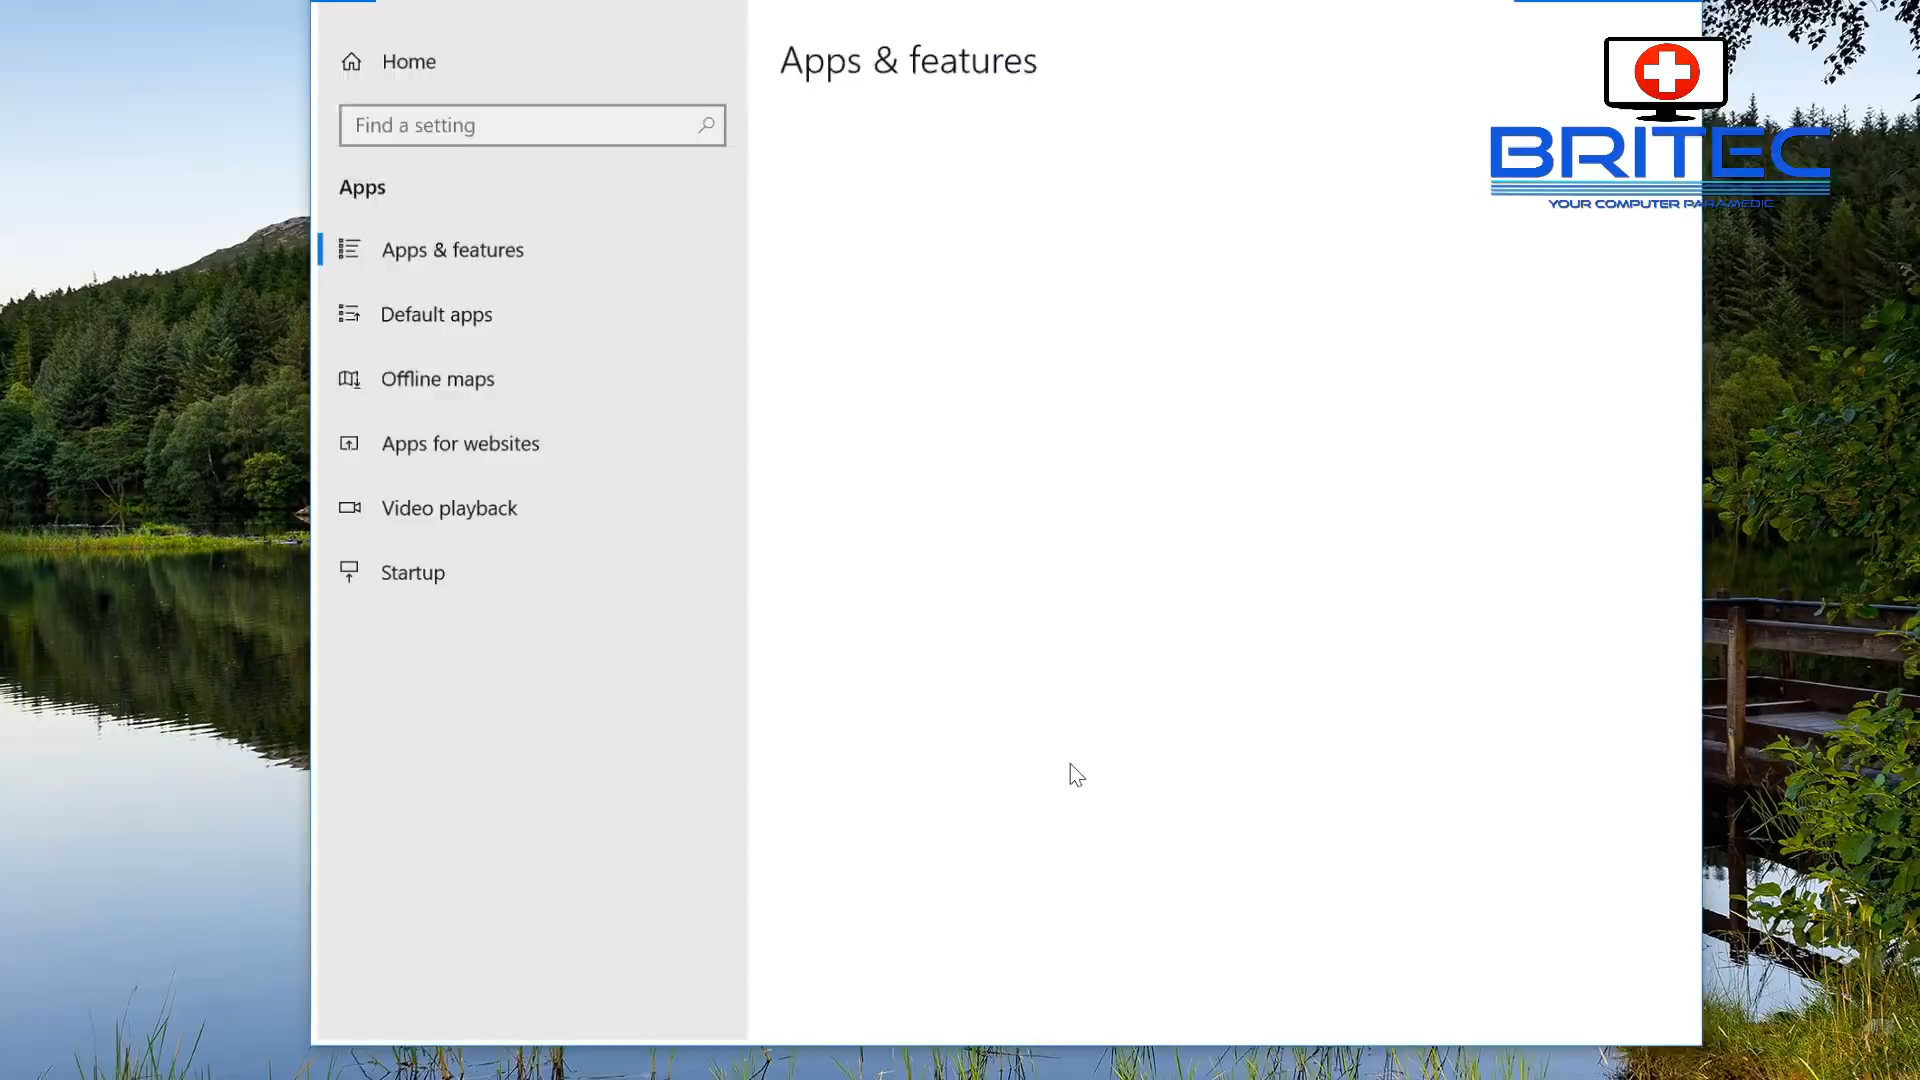 Home
Apps & features
Find a setting
Apps
Apps & features
Default apps
Offline maps
Apps for websites
Video playback
Startup
BRITEC
YOUR COMPUTER PARAMEDIC